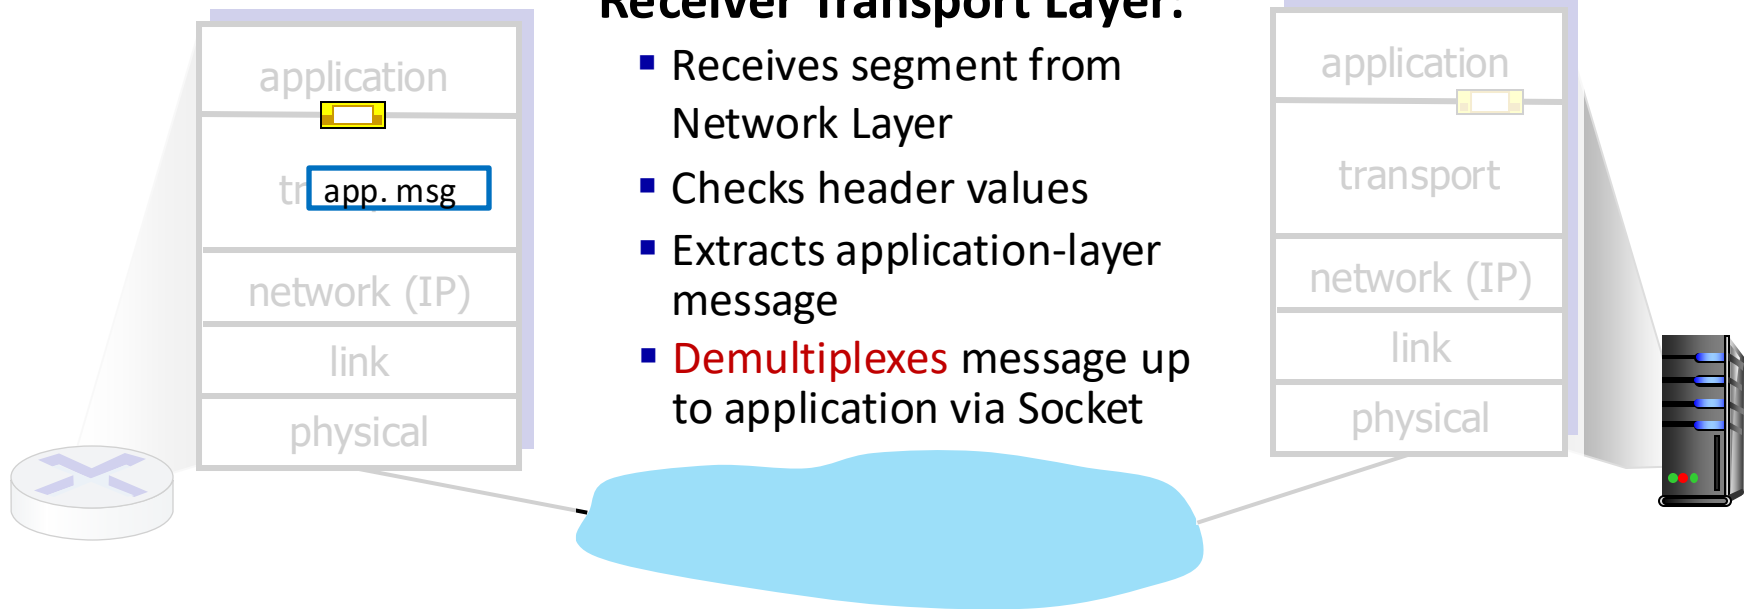 Receiver Transport Layer:
application
app. msg
network (IP)
link
physical
Receives segment from
Network Layer
Checks header values
Extracts application-layer
message
Demultiplexes message up
to application via Socket
application
transport
network (IP)
link
physical